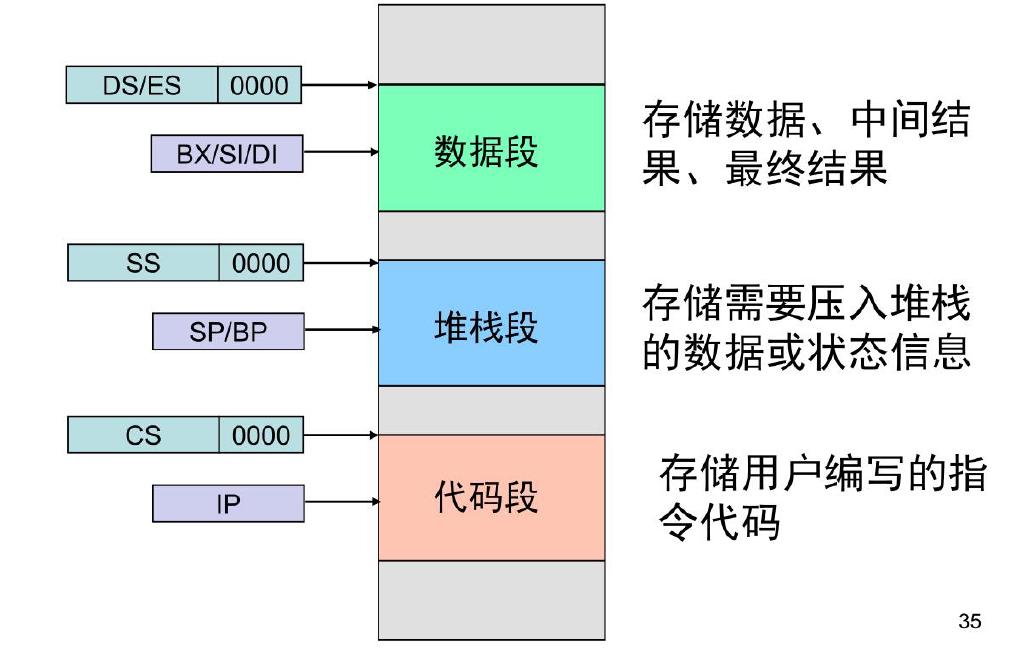 DS/ES 0000
BX/SI/DI
数据段
存储数据、中间结
果、最终结果
SS 0000
SP/BP
堆栈段
存储需要压入堆栈
的数据或状态信息
CS 0000
IP
代码段
存储用户编写的指
令代码
35